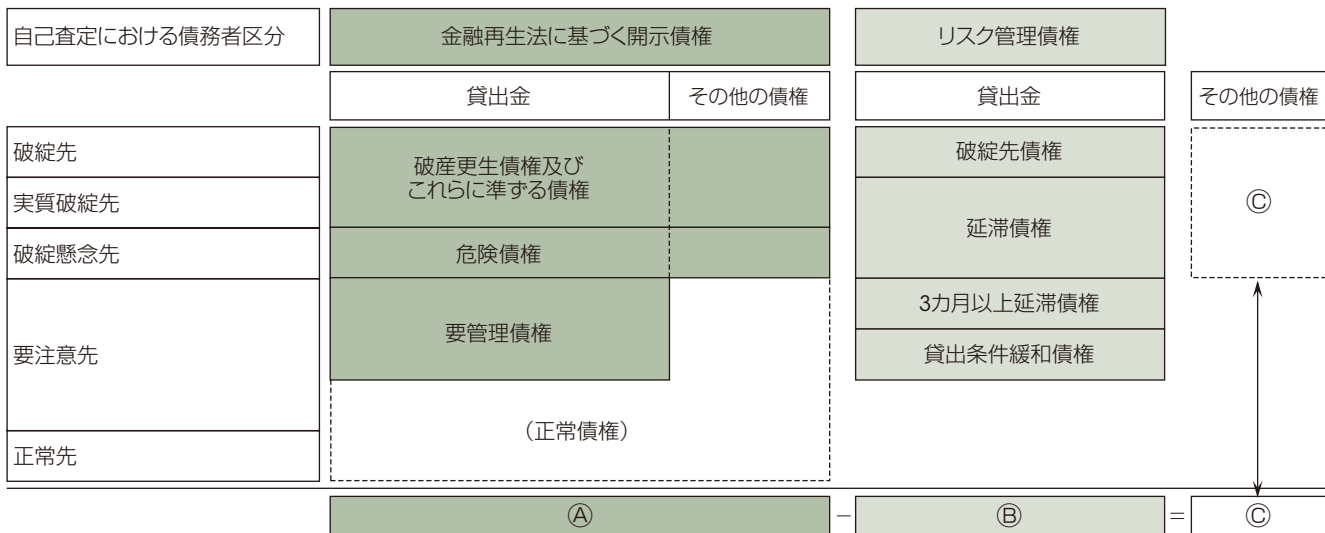 自己査定における債務者区分
金融再生法に基づく開示債権
リスク管理債権
貸出金
その他の債権
貸出金
その他の債権
破綻先
破産更生債権及び
これらに準ずる債権
破綻先債権
実質破綻先
延滞債権
Ⓒ
破綻懸念先
危険債権
要注意先
要管理債権
3カ月以上延滞債権
貸出条件緩和債権
（正常債権）
正常先
Ⓐ
－
Ⓑ
＝
Ⓒ